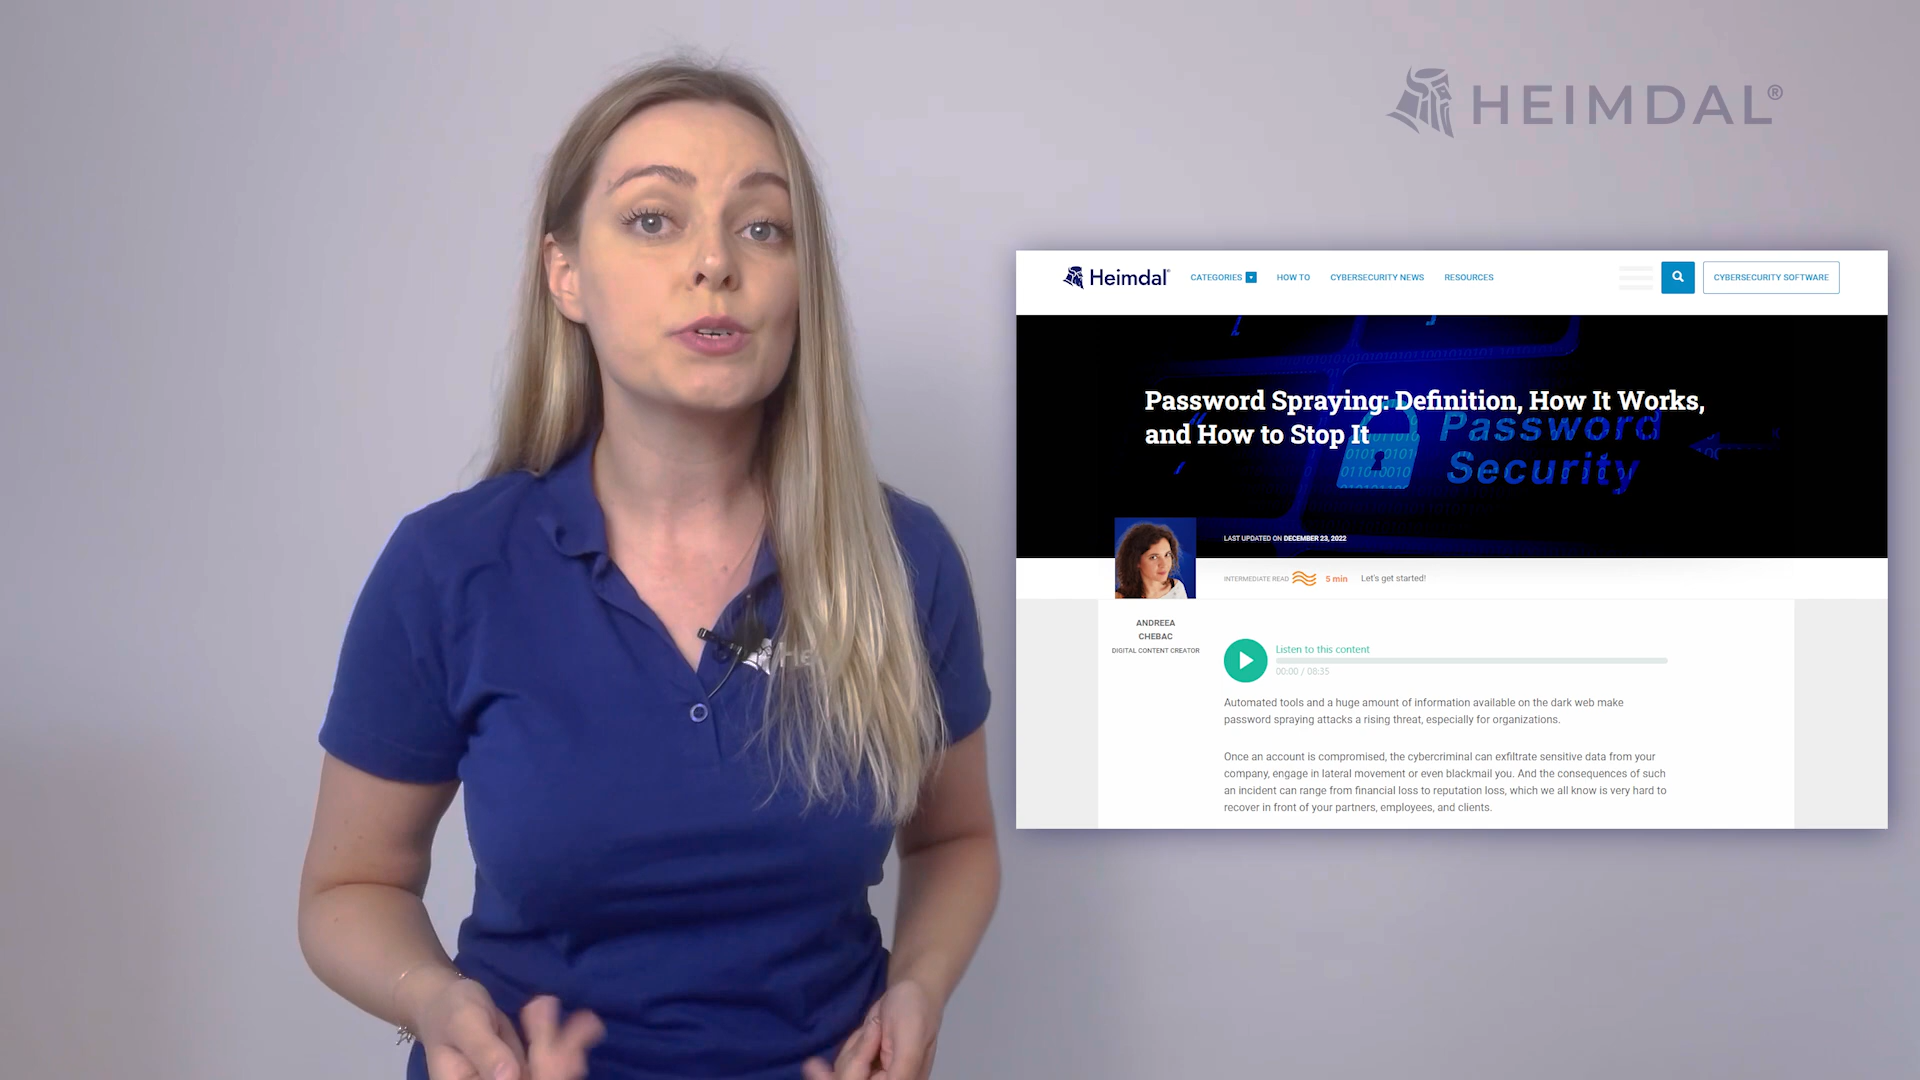 HEIMDAL®
Heimdal®
CATEGORIES
HOW TO
CYBERSECURITY NEWS
RESOURCES
CYBERSECURITY SOFTWARE
Password Spraying: Definition, How It Works,
and How to Stop It
Password
Security
LAST UPDATED ON DECEMBER 23, 2022
INTERMEDIATE READ
5 min
Let's get started!
ANDREEA
CHEBAC
DIGITAL CONTENT CREATOR
Listen to this content
00:00 / 08:35
Automated tools and a huge amount of information available on the dark web make
password spraying attacks a rising threat, especially for organizations.
Once an account is compromised, the cybercriminal can exfiltrate sensitive data from your
company, engage in lateral movement or even blackmail you. And the consequences of such
an incident can range from financial loss to reputation loss, which we all know is very hard to
recover in front of your partners, employees, and clients.
He